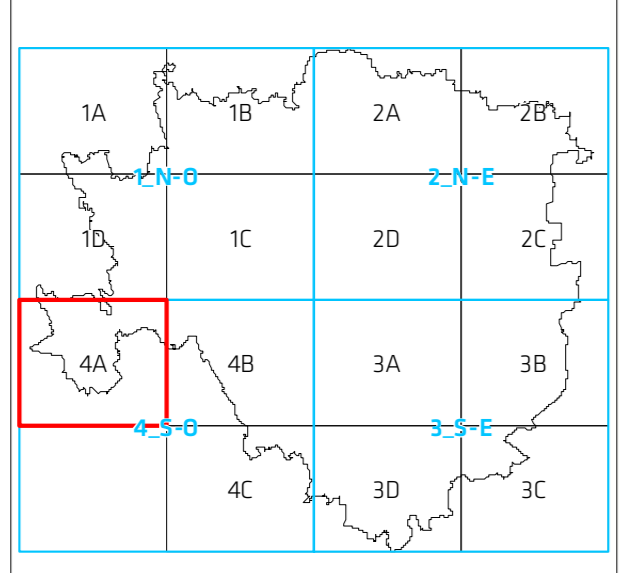 1A
1B
2A
2B
1_N-O
2_N-E
1D
1C
2D
2C
4A
4B
3A
3B
4_S-O
3_S-E
4C
3D
3C